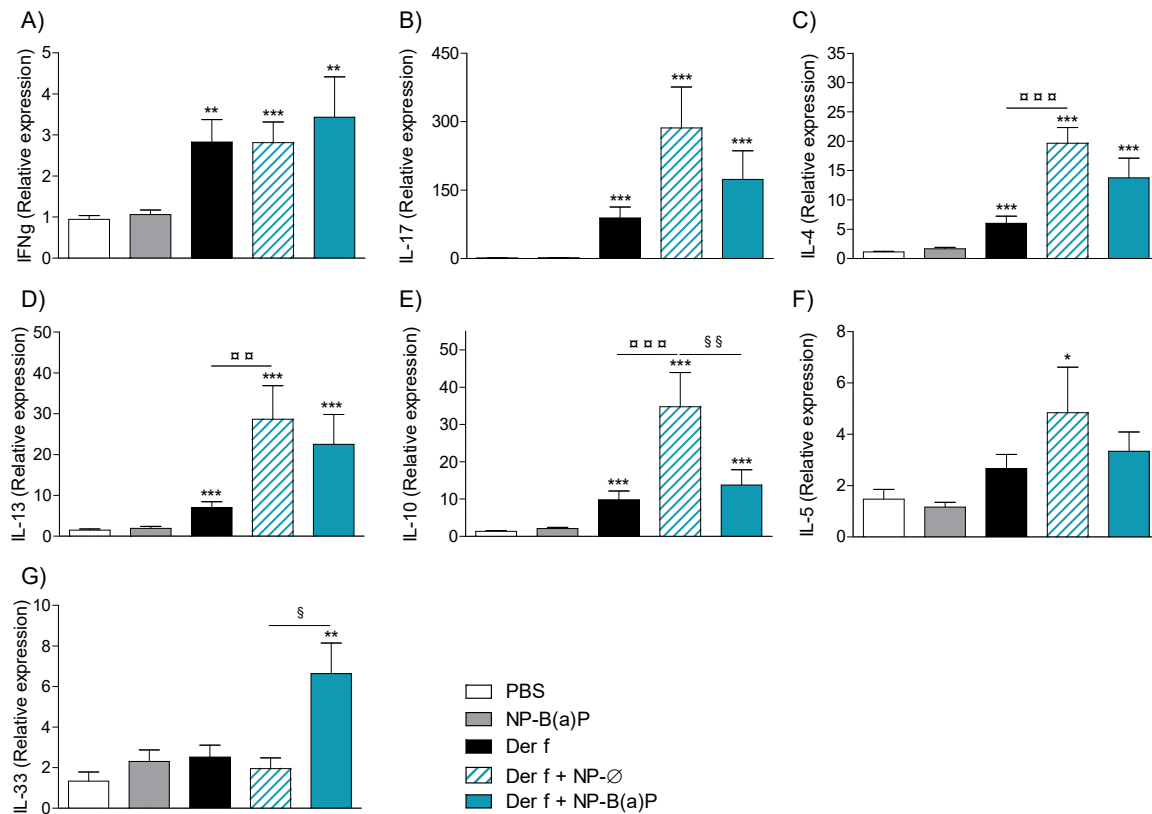 A)
IFNg (Relative expression)
5
4
3
2
1
0
**
***
**
B)
IL-17 (Relative expression)
450
300
150
***
***
***
C)
IL-4 (Relative expression)
35
30
25
20
15
10
5
0
¤ ¤ ¤
***
***
***
D)
IL-13 (Relative expression)
50
40
30
20
10
0
¤ ¤
***
***
***
E)
IL-10 (Relative expression)
50
40
30
20
10
0
¤ ¤ ¤
§ §
***
***
***
F)
IL-5 (Relative expression)
8
6
4
2
0
*
G)
IL-33 (Relative expression)
10
8
6
4
2
0
§
**
PBS
NP-B(a)P
Der f
Der f + NP-∅
Der f + NP-B(a)P